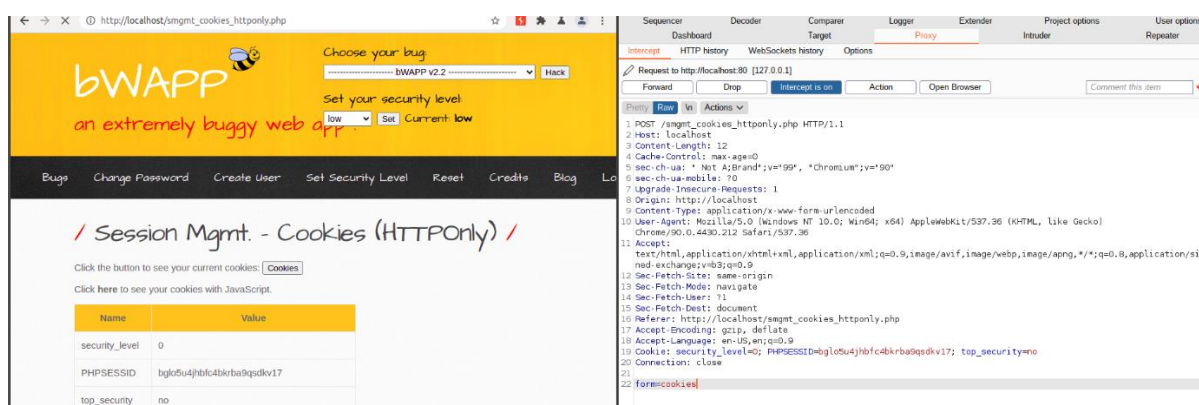 http://localhost/smgmt_cookies_httponly.php
bWAPP
an extremely buggy web app !
Choose your bug:
---------------------- bWAPP v2.2 ----------------------- Hack
Set your security level:
low Set Current: low
Bugs Change Password Create User Set Security Level Reset Credits Blog Lo
/ Session Mgmt. - Cookies (HTTPOnly) /
Click the button to see your current cookies: Cookies
Click here to see your cookies with JavaScript.
Name Value
security_level 0
PHPSESSID bglo5u4jhbfc4bkrba9qsdkv17
top_security no
Sequencer Decoder Comparer Logger Extender Project options User options
Dashboard Target Proxy Intruder Repeater
Intercept HTTP history WebSockets history Options
Request to http://localhost:80 [127.0.0.1]
Forward Drop Intercept is on Action Open Browser Comment this item
Pretty Raw \n Actions
1 POST /smgmt_cookies_httponly.php HTTP/1.1
2 Host: localhost
3 Content-Length: 12
4 Cache-Control: max-age=0
5 sec-ch-ua: " Not A;Brand";v="99", "Chromium";v="90"
6 sec-ch-ua-mobile: ?0
7 Upgrade-Insecure-Requests: 1
8 Origin: http://localhost
9 Content-Type: application/x-www-form-urlencoded
10 User-Agent: Mozilla/5.0 (Windows NT 10.0; Win64; x64) AppleWebKit/537.36 (KHTML, like Gecko)
Chrome/90.0.4430.212 Safari/537.36
11 Accept:
text/html,application/xhtml+xml,application/xml;q=0.9,image/avif,image/webp,image/apng,*/*;q=0.8,application/si
ned-exchange;v=b3;q=0.9
12 Sec-Fetch-Site: same-origin
13 Sec-Fetch-Mode: navigate
14 Sec-Fetch-User: ?1
15 Sec-Fetch-Dest: document
16 Referer: http://localhost/smgmt_cookies_httponly.php
17 Accept-Encoding: gzip, deflate
18 Accept-Language: en-US,en;q=0.9
19 Cookie: security_level=0; PHPSESSID=bglo5u4jhbfc4bkrba9qsdkv17; top_security=no
20 Connection: close
21
22 form=cookies